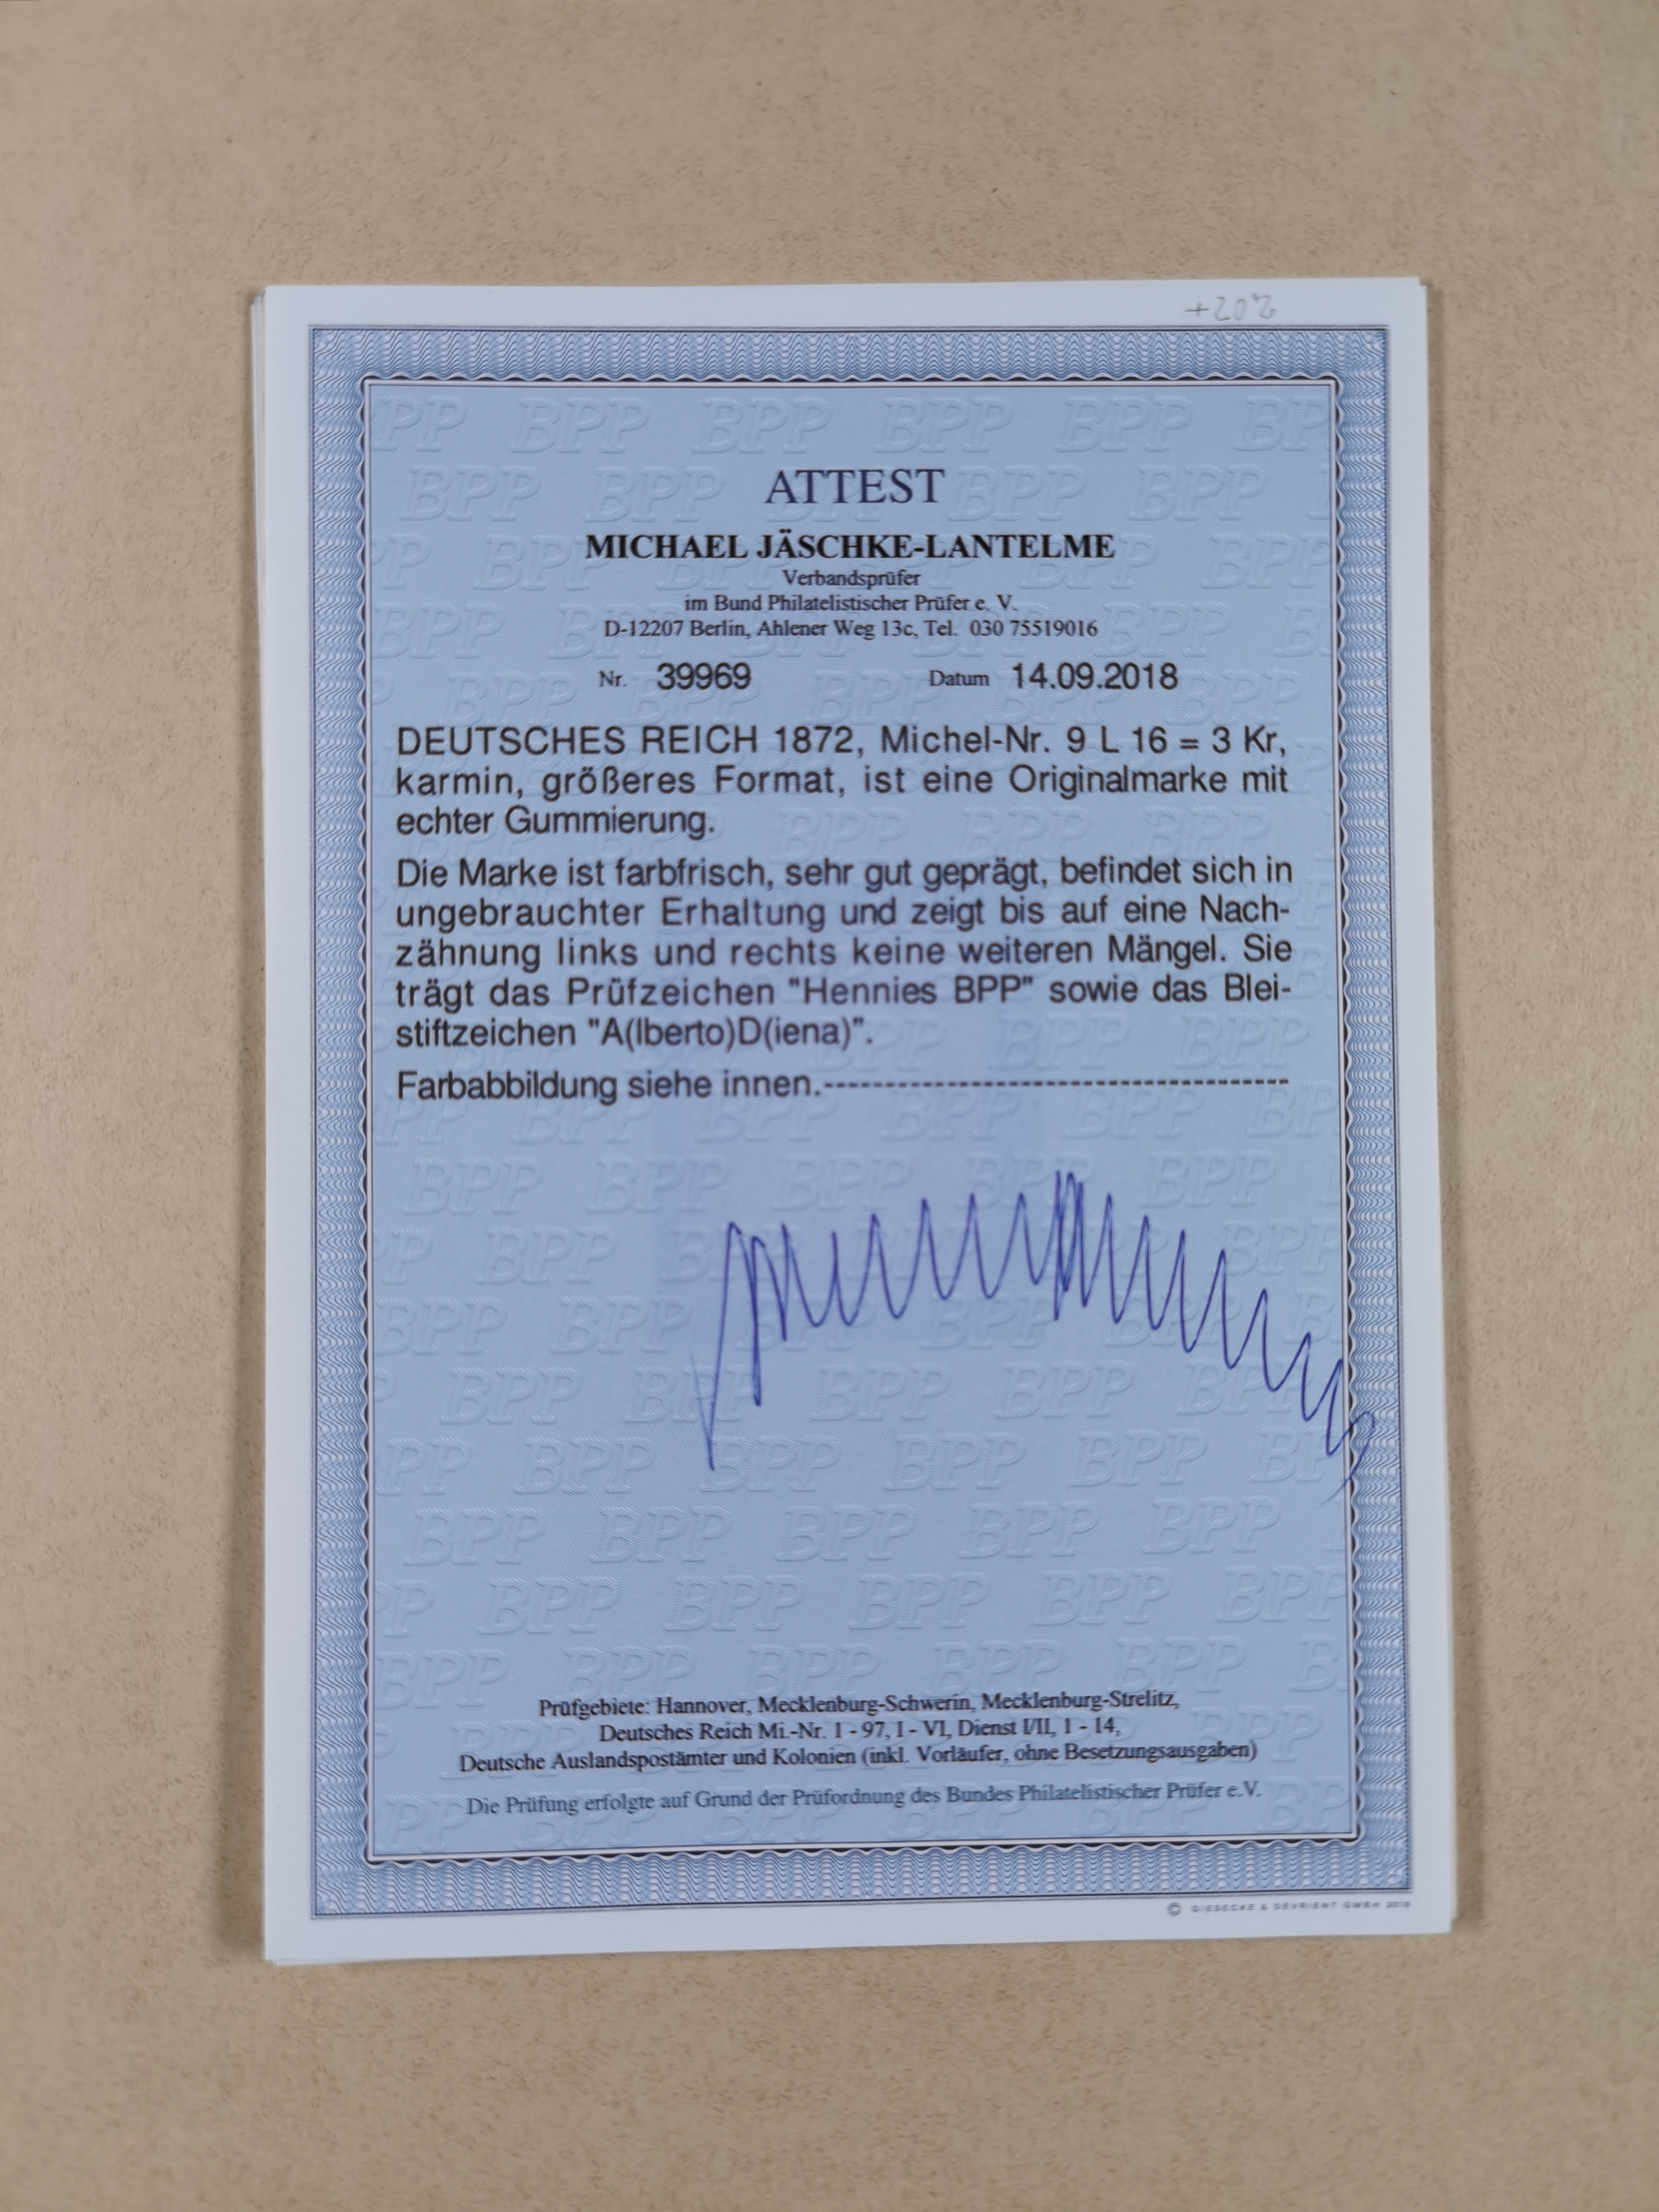 +20%
ATTEST
MICHAEL JÄSCHKE-LANTELME
Verbandsprüfer
im Bund Philatelistischer Prüfer e. V.
D-12207 Berlin, Ahlener Weg 13c, Tel. 030 75519016
Nr. 39969 Datum 14.09.2018
DEUTSCHES REICH 1872, Michel-Nr. 9 L 16 = 3 Kr,
karmin, größeres Format, ist eine Originalmarke mit
echter Gummierung.
Die Marke ist farbfrisch, sehr gut geprägt, befindet sich in
ungebrauchter Erhaltung und zeigt bis auf eine Nach-
zähnung links und rechts keine weiteren Mängel. Sie
trägt das Prüfzeichen "Hennies BPP" sowie das Blei-
stiftzeichen "A(lberto)D(iena)".
Farbabbildung siehe innen.--------------------------------------
Prüfgebiete: Hannover, Mecklenburg-Schwerin, Mecklenburg-Strelitz,
Deutsches Reich Mi.-Nr. 1 - 97, I - VI, Dienst I/II, 1 - 14,
Deutsche Auslandspostämter und Kolonien (inkl. Vorläufer, ohne Besetzungsausgaben)
Die Prüfung erfolgte auf Grund der Prüfordnung des Bundes Philatelistischer Prüfer e.V.
© GIESECKE & DEVRIENT GMBH